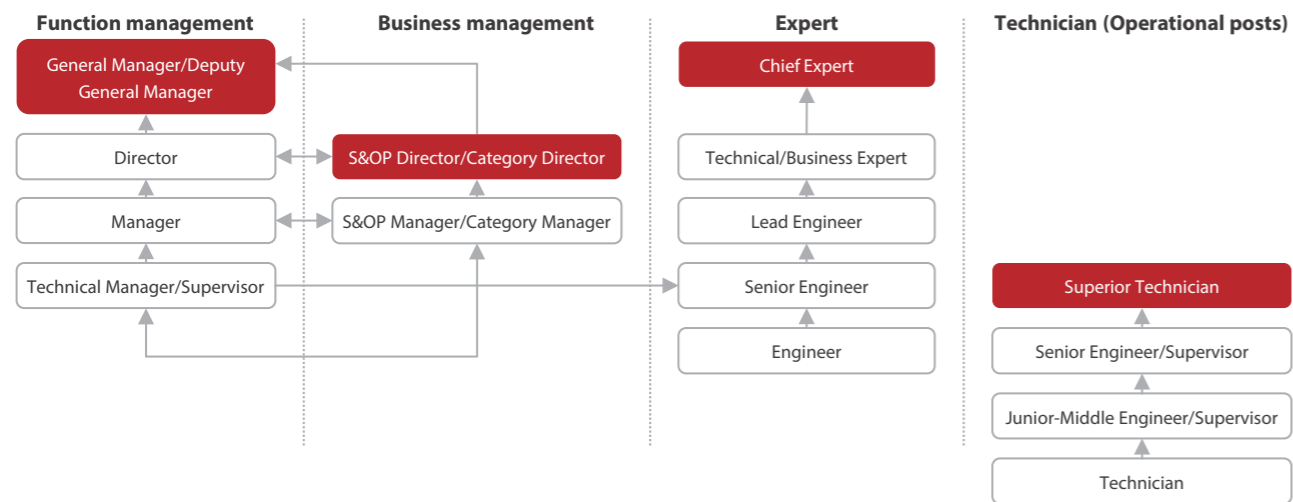 Function management
General Manager/Deputy
General Manager
Director
Manager
Technical Manager/Supervisor
Business management
S&OP Director/Category Director
S&OP Manager/Category Manager
Expert
Chief Expert
Technical/Business Expert
Lead Engineer
Senior Engineer
Engineer
Technician (Operational posts)
Superior Technician
Senior Engineer/Supervisor
Junior-Middle Engineer/Supervisor
Technician